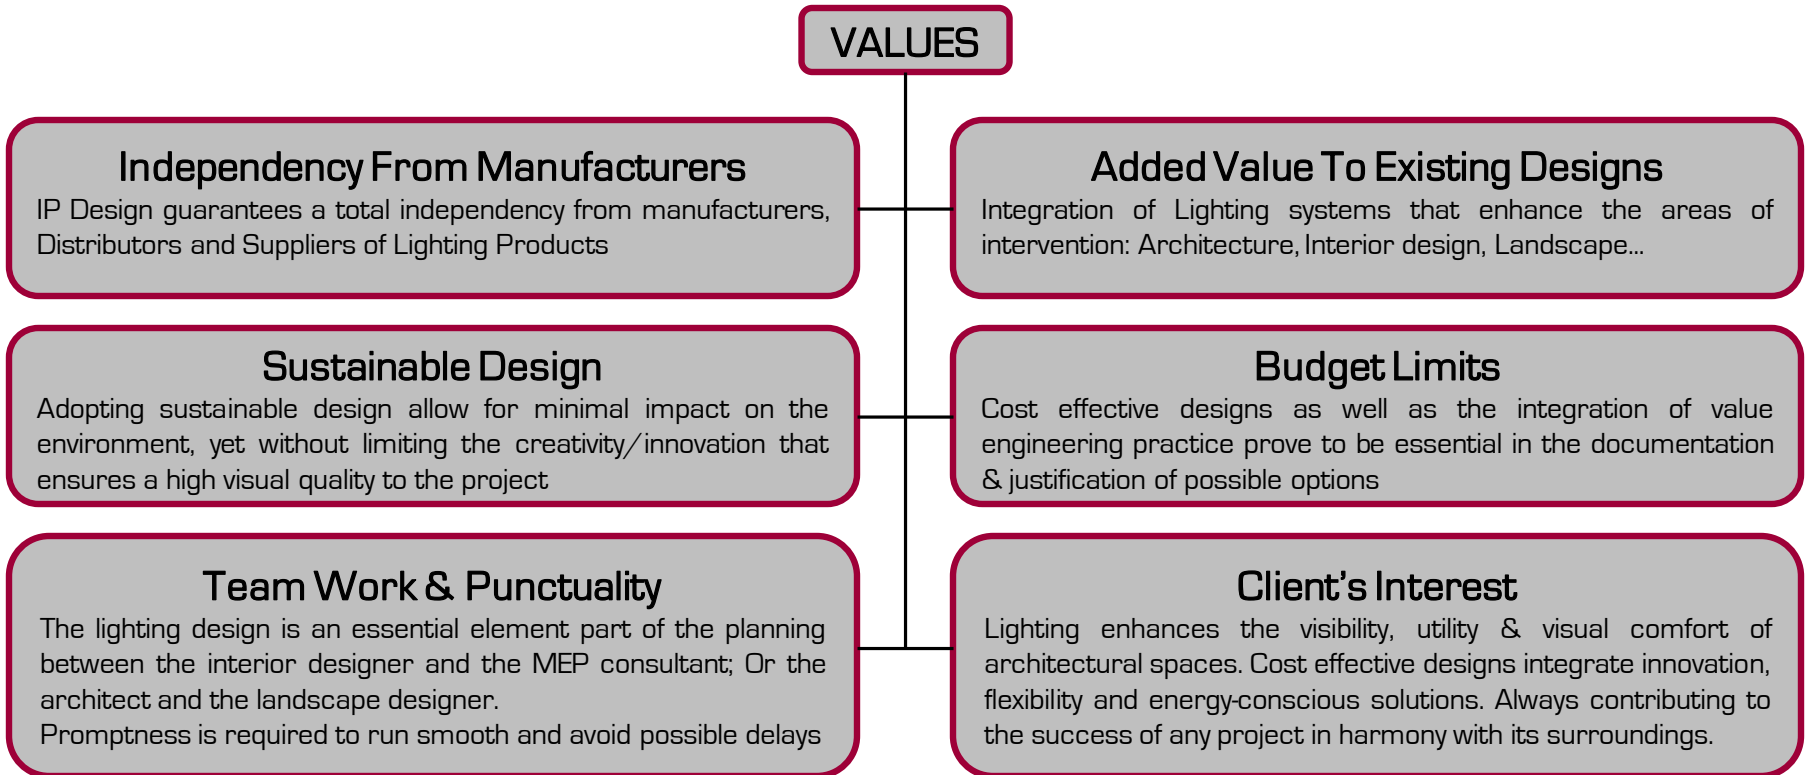 VALUES
Independency From Manufacturers
IP Design guarantees a total independency from manufacturers,
Distributors and Suppliers of Lighting Products
Added Value To Existing Designs
Integration of Lighting systems that enhance the areas of
intervention: Architecture, Interior design, Landscape...
Sustainable Design
Adopting sustainable design allow for minimal impact on the
environment, yet without limiting the creativity/innovation that
ensures a high visual quality to the project
Budget Limits
Cost effective designs as well as the integration of value
engineering practice prove to be essential in the documentation
& justification of possible options
Team Work & Punctuality
The lighting design is an essential element part of the planning
between the interior designer and the MEP consultant; Or the
architect and the landscape designer.
Promptness is required to run smooth and avoid possible delays
Client's Interest
Lighting enhances the visibility, utility & visual comfort of
architectural spaces. Cost effective designs integrate innovation,
flexibility and energy-conscious solutions. Always contributing to
the success of any project in harmony with its surroundings.